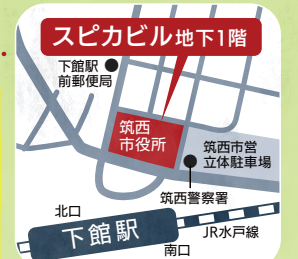 スピカビル地下1階
下館駅
前郵便局
筑西
市役所
筑西市営
立体駐車場
筑西警察署
北口
下館駅
JR水戸線
南口